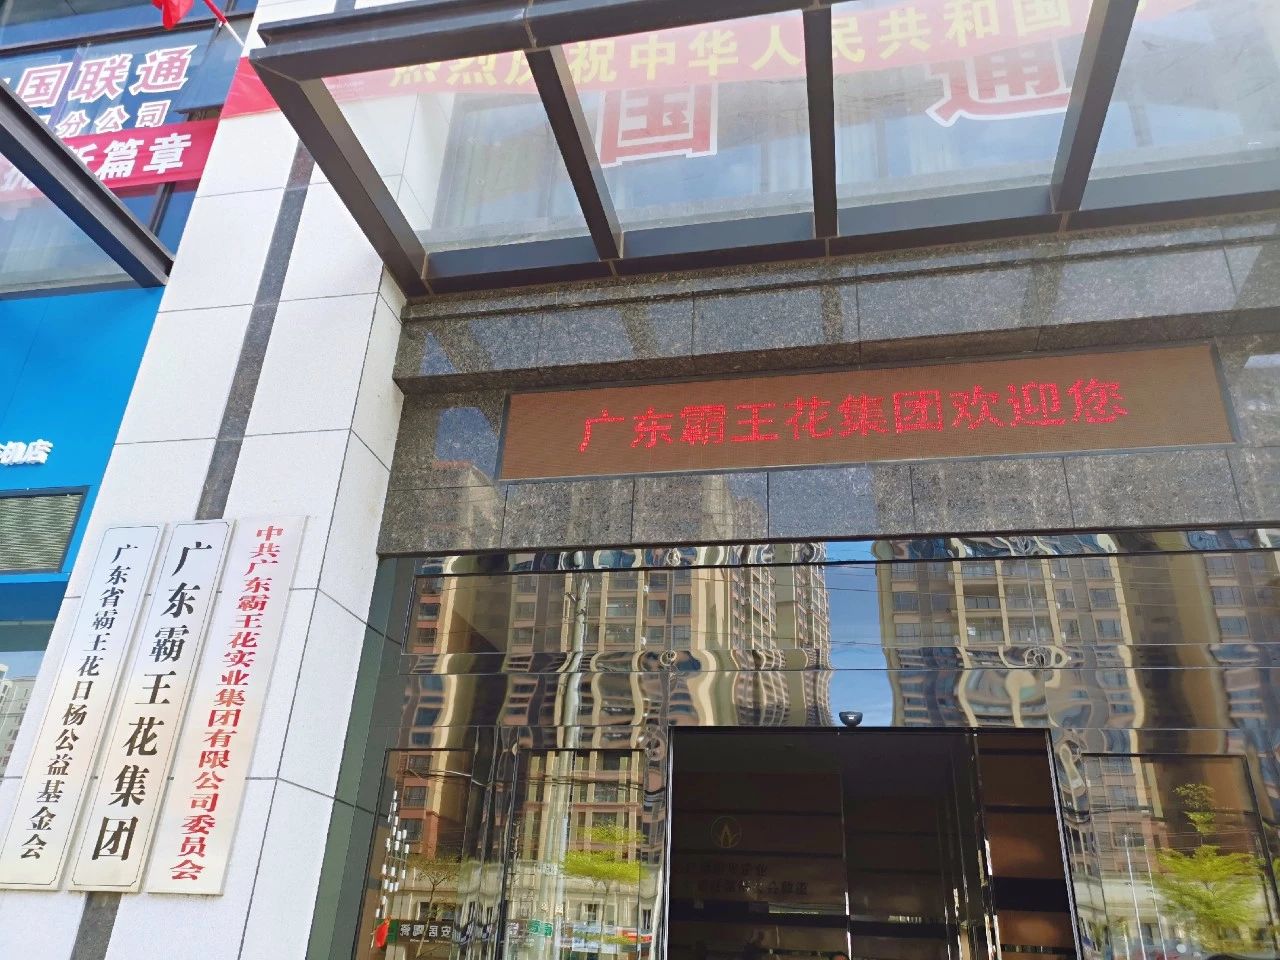 国联通
分公司
篇章
热烈庆祝中华人民共和国
国 通
广东霸王花集团欢迎您
中共广东霸王花实业集团有限公司委员会
广东霸王花集团
广东省霸王花口杨公益基金会
店